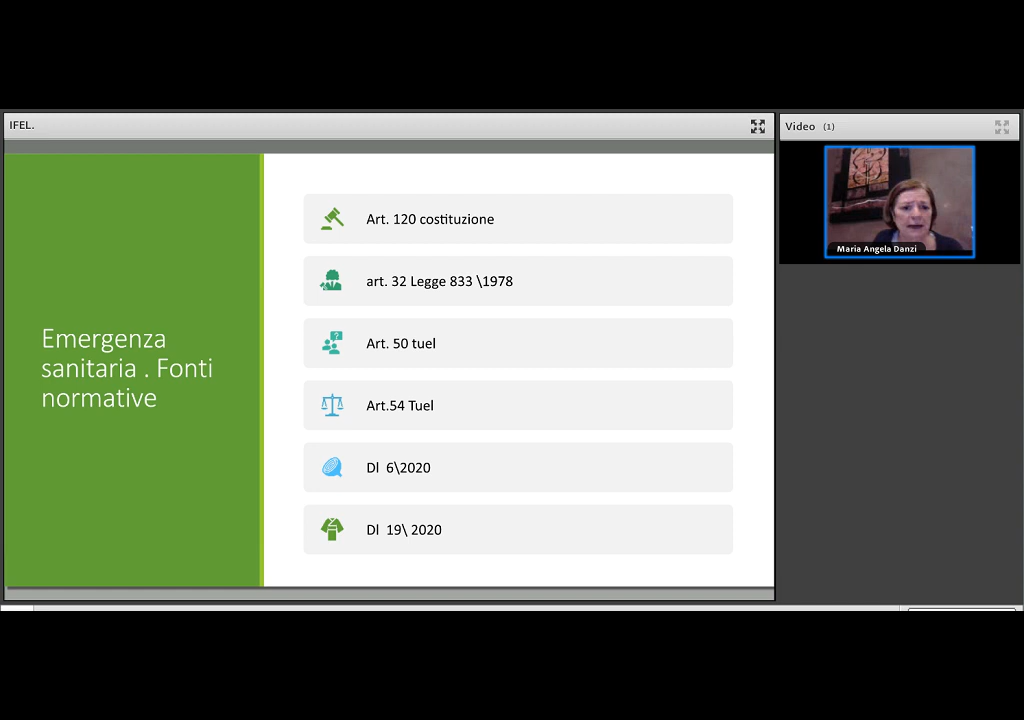 IFEL.
Video (1)
Maria Angela Danzi
Emergenza
sanitaria . Fonti
normative
Art. 120 costituzione
art. 32 Legge 833 \1978
Art. 50 tuel
Art.54 Tuel
Dl 6\2020
Dl 19\ 2020